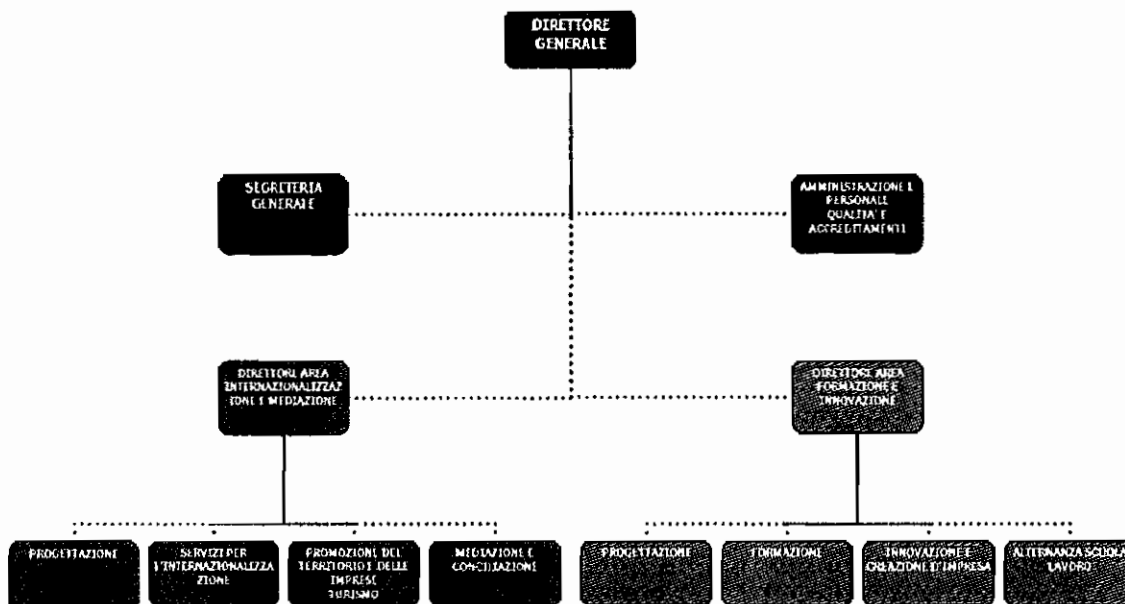 DIRETTORE
GENERALE
SEGRETERIA
GENERALE
AMMINISTRAZIONE E
PERSONALE
QUALITA' E
ACCREDITAMENTI
DIRETTORE AREA
INTERNAZIONALIZZAZ
IONE E MEDIAZIONE
DIRETTORE AREA
FORMAZIONE E
INNOVAZIONE
PROGETTAZIONE
SERVIZI PER
L'INTERNAZIONALIZZA
ZIONE
PROMOZIONE DEL
TERRITORIO E DELLE
IMPRESE
TURISMO
MEDIAZIONE E
CONCILIAZIONE
PROGETTAZIONE
FORMAZIONE
INNOVAZIONE E
CREAZIONE D'IMPRESA
ALTERNANZA SCUOLA
LAVORO